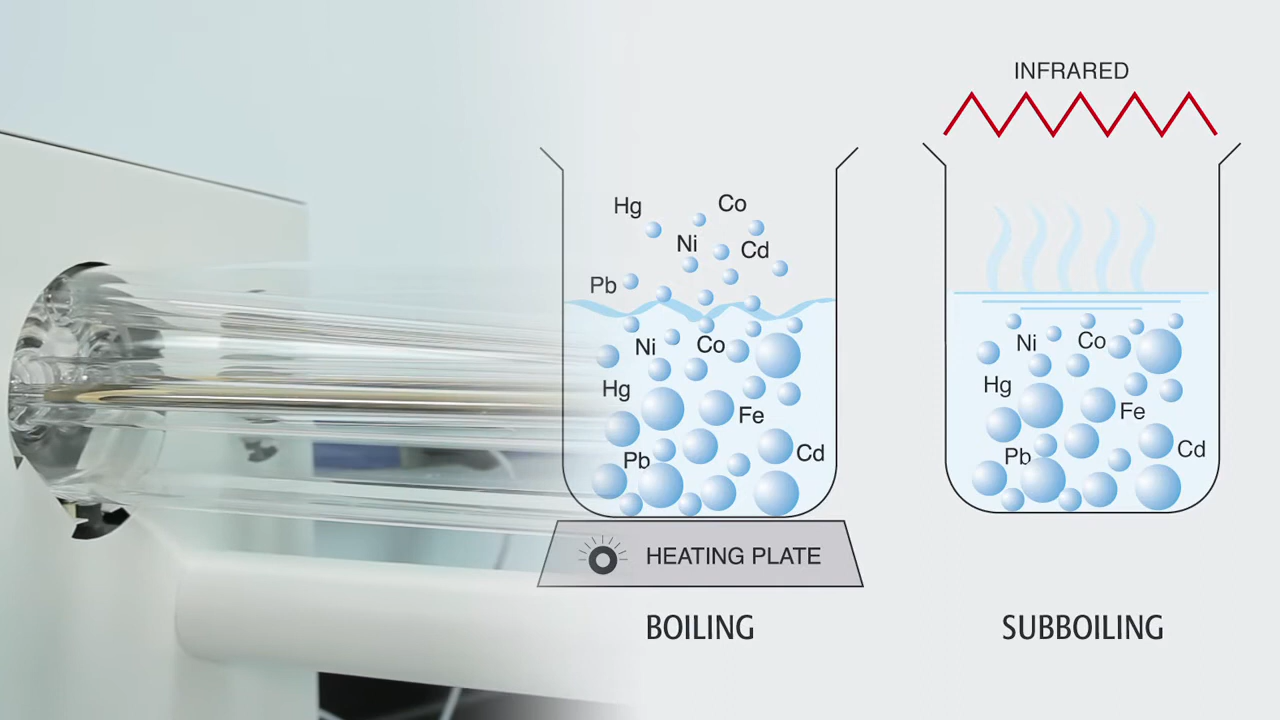 INFRARED
Hg
Co
Ni
Cd
Pb
Ni
Co
Hg
Fe
Pb
Cd
HEATING PLATE
BOILING
Ni
Co
Hg
Fe
Pb
Cd
SUBBOILING